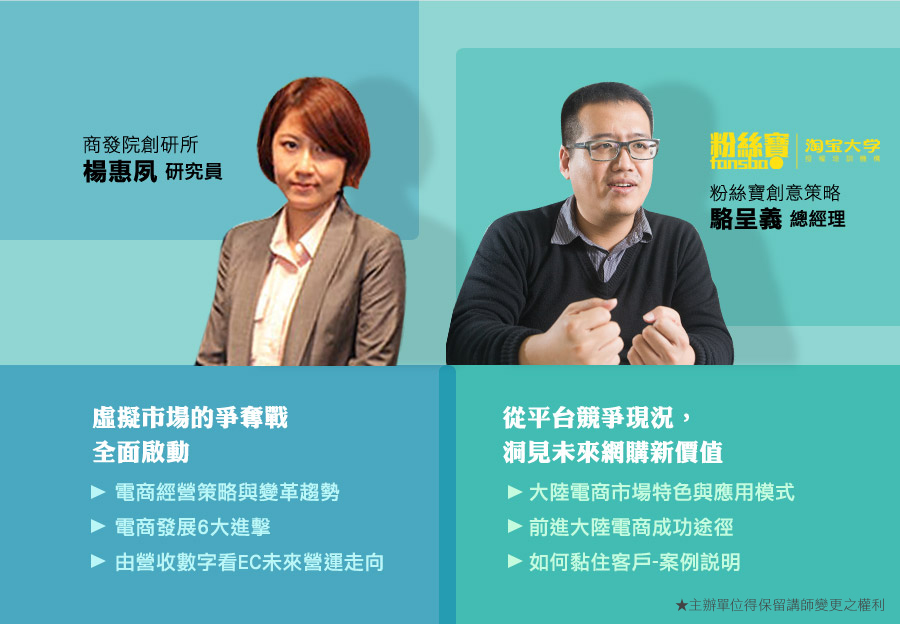 商發院創研所
楊惠夙 研究員
粉絲寶 淘宝大学
fansbao
粉絲寶創意策略
駱呈義 總經理
虛擬市場的爭奪戰
全面啟動
▶ 電商經營策略與變革趨勢
▶ 電商發展6大進擊
▶ 由營收數字看EC未來營運走向
從平台競爭現況，
洞見未來網購新價值
▶ 大陸電商市場特色與應用模式
▶ 前進大陸電商成功途徑
▶ 如何黏住客戶-案例說明
★主辦單位得保留講師變更之權利